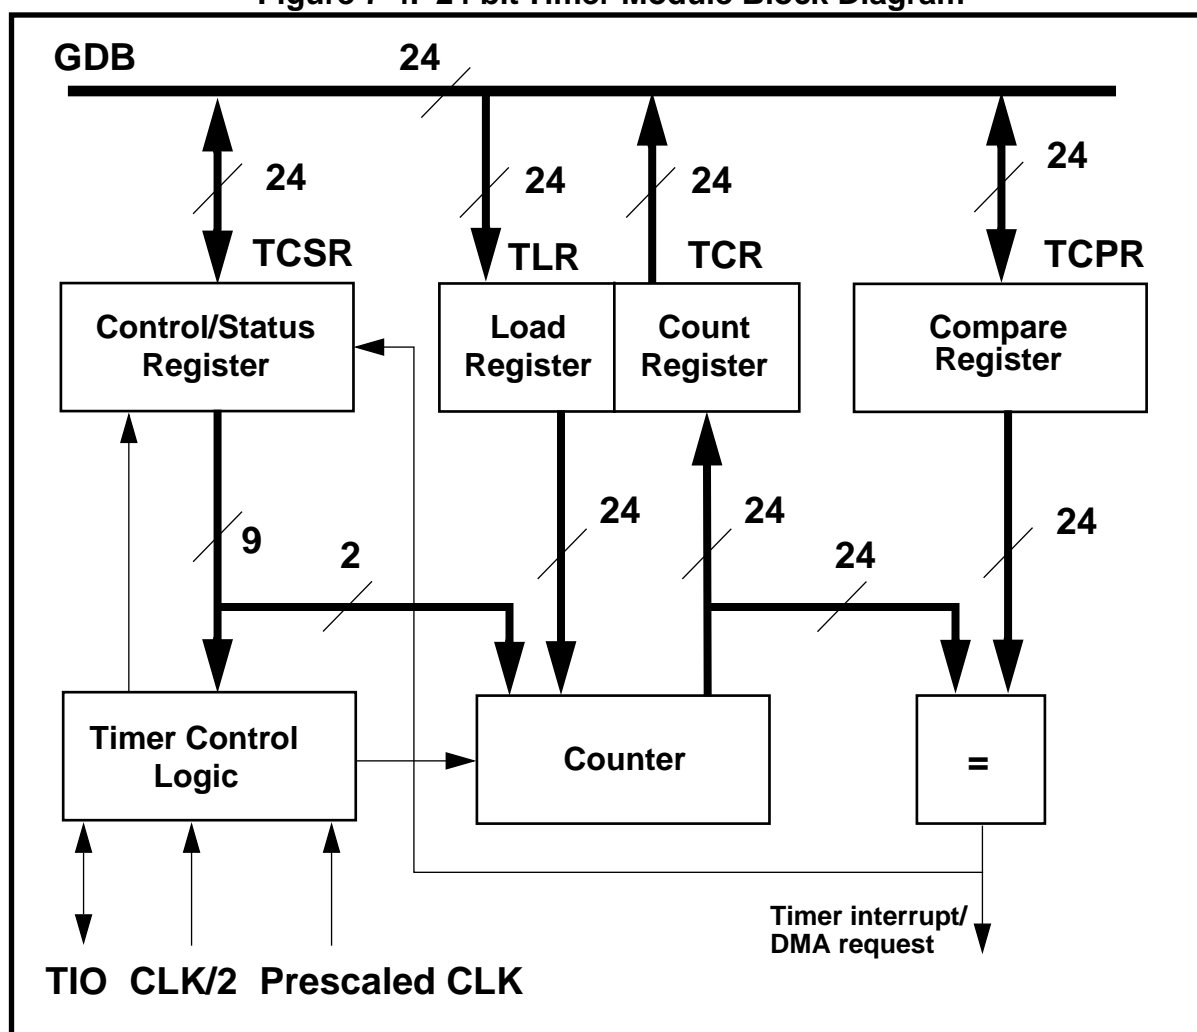 GDB
24
24
24
24
24
TCSR
TLR
TCR
TCPR
Control/Status
Register
Load
Register
Count
Register
Compare
Register
9
2
24
24
24
24
Timer Control
Logic
Counter
=
Timer interrupt/
DMA request
TIO
CLK/2
Prescaled CLK